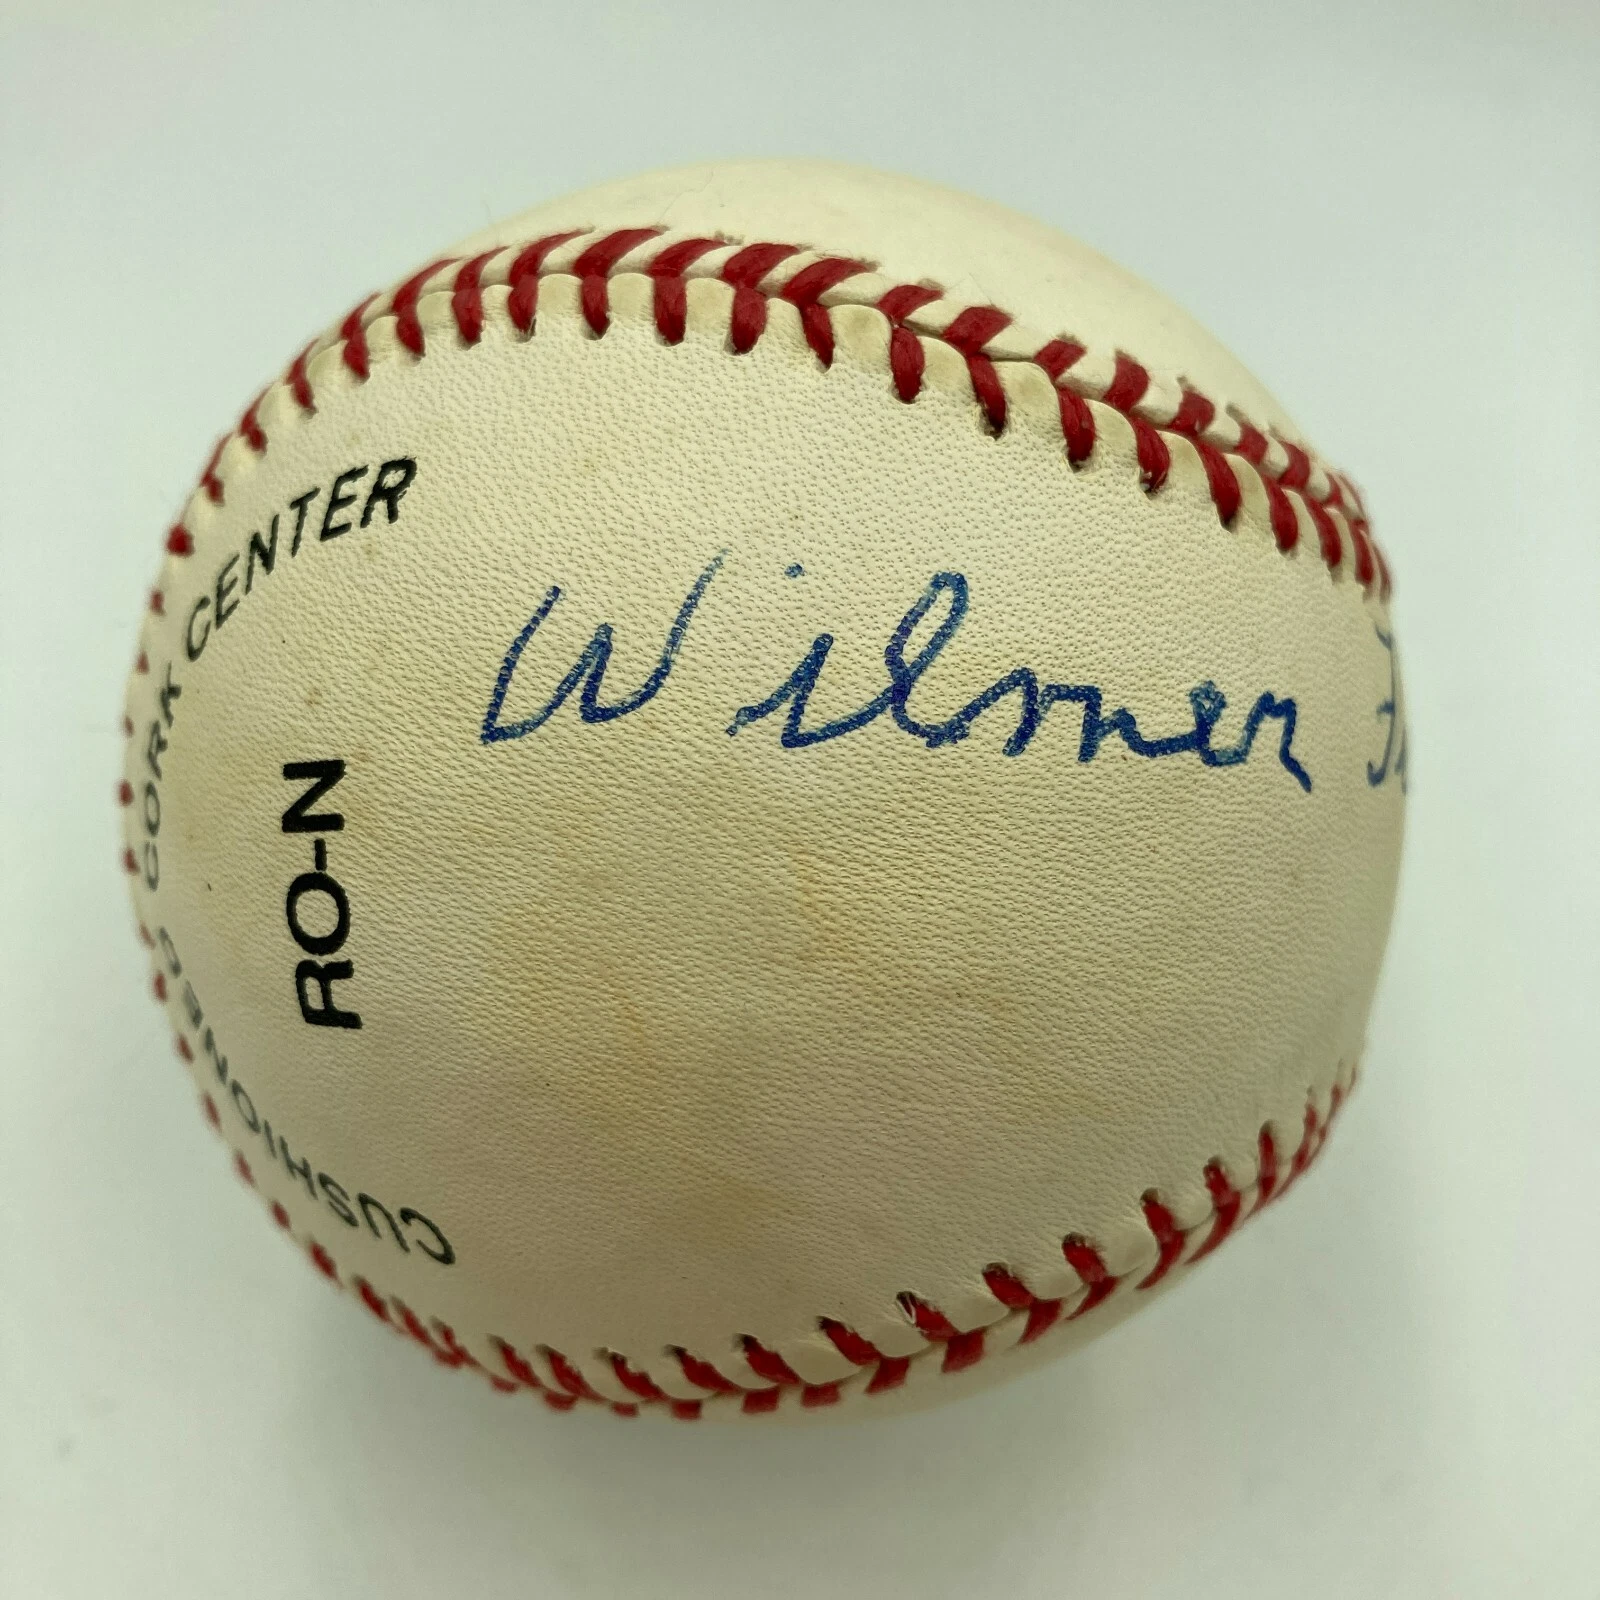 CUSHIONED CORK CENTER
RO-N
Wilmer